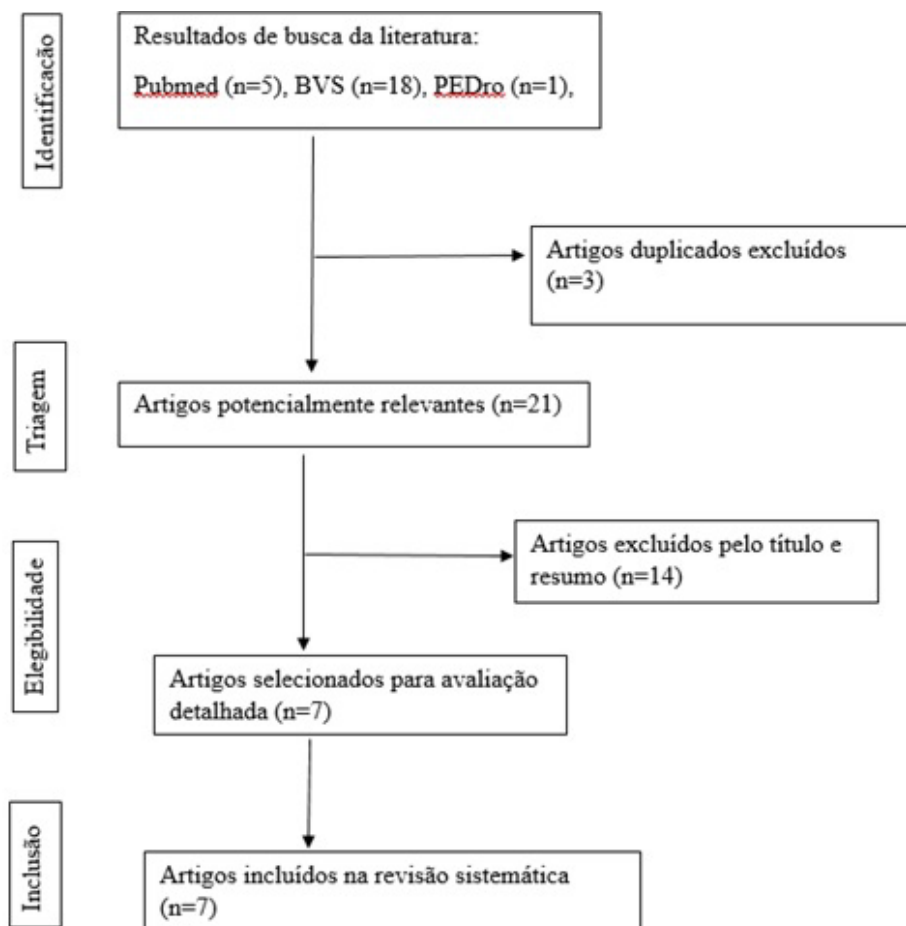 Identificação
Resultados de busca da literatura:
Pubmed (n=5), BVS (n=18), PEDro (n=1),
Artigos duplicados excluídos
(n=3)
Triagem
Artigos potencialmente relevantes (n=21)
Elegibilidade
Artigos excluídos pelo título e
resumo (n=14)
Artigos selecionados para avaliação
detalhada (n=7)
Inclusão
Artigos incluídos na revisão sistemática
(n=7)